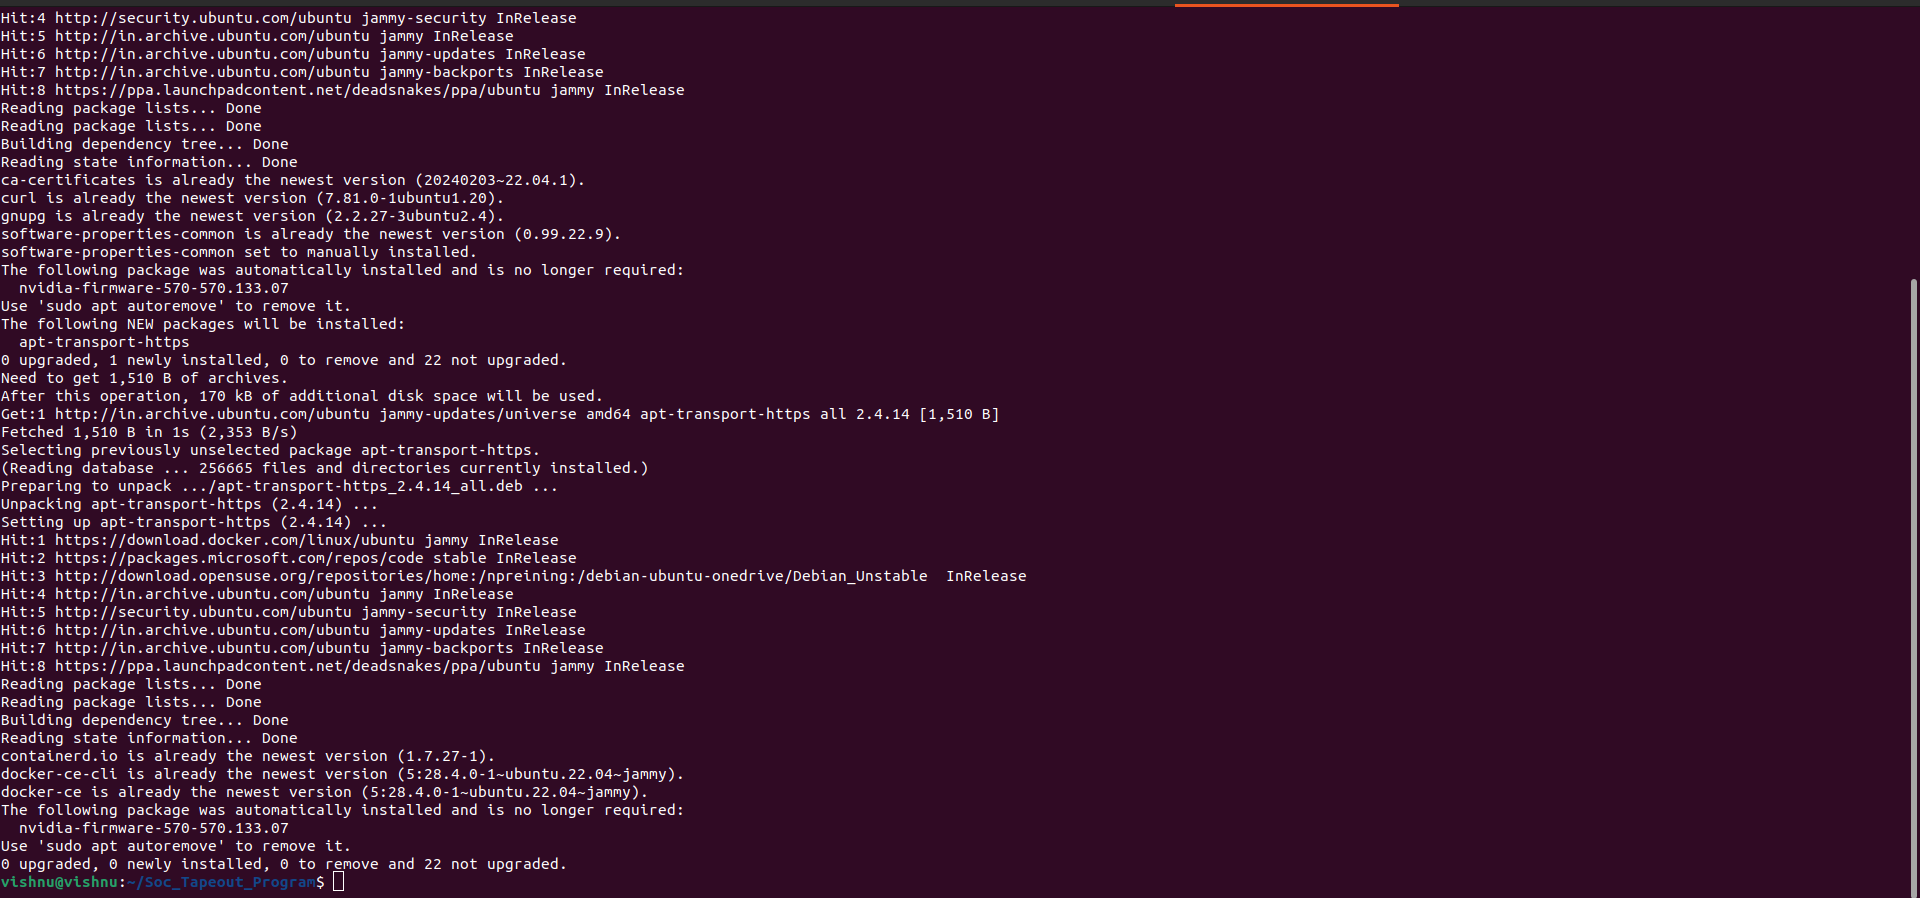 Hit:4 http://security.ubuntu.com/ubuntu jammy-security InRelease
Hit:5 http://in.archive.ubuntu.com/ubuntu jammy InRelease
Hit:6 http://in.archive.ubuntu.com/ubuntu jammy-updates InRelease
Hit:7 http://in.archive.ubuntu.com/ubuntu jammy-backports InRelease
Hit:8 https://ppa.launchpadcontent.net/deadsnakes/ppa/ubuntu jammy InRelease
Reading package lists... Done
Reading package lists... Done
Building dependency tree... Done
Reading state information... Done
ca-certificates is already the newest version (20240203~22.04.1).
curl is already the newest version (7.81.0-1ubuntu1.20).
gnupg is already the newest version (2.2.27-3ubuntu2.4).
software-properties-common is already the newest version (0.99.22.9).
software-properties-common set to manually installed.
The following package was automatically installed and is no longer required:
  nvidia-firmware-570-570.133.07
Use 'sudo apt autoremove' to remove it.
The following NEW packages will be installed:
  apt-transport-https
0 upgraded, 1 newly installed, 0 to remove and 22 not upgraded.
Need to get 1,510 B of archives.
After this operation, 170 kB of additional disk space will be used.
Get:1 http://in.archive.ubuntu.com/ubuntu jammy-updates/universe amd64 apt-transport-https all 2.4.14 [1,510 B]
Fetched 1,510 B in 1s (2,353 B/s)
Selecting previously unselected package apt-transport-https.
(Reading database ... 256665 files and directories currently installed.)
Preparing to unpack .../apt-transport-https_2.4.14_all.deb ...
Unpacking apt-transport-https (2.4.14) ...
Setting up apt-transport-https (2.4.14) ...
Hit:1 https://download.docker.com/linux/ubuntu jammy InRelease
Hit:2 https://packages.microsoft.com/repos/code stable InRelease
Hit:3 http://download.opensuse.org/repositories/home:/npreining:/debian-ubuntu-onedrive/Debian_Unstable  InRelease
Hit:4 http://in.archive.ubuntu.com/ubuntu jammy InRelease
Hit:5 http://security.ubuntu.com/ubuntu jammy-security InRelease
Hit:6 http://in.archive.ubuntu.com/ubuntu jammy-updates InRelease
Hit:7 http://in.archive.ubuntu.com/ubuntu jammy-backports InRelease
Hit:8 https://ppa.launchpadcontent.net/deadsnakes/ppa/ubuntu jammy InRelease
Reading package lists... Done
Reading package lists... Done
Building dependency tree... Done
Reading state information... Done
containerd.io is already the newest version (1.7.27-1).
docker-ce-cli is already the newest version (5:28.4.0-1~ubuntu.22.04~jammy).
docker-ce is already the newest version (5:28.4.0-1~ubuntu.22.04~jammy).
The following package was automatically installed and is no longer required:
  nvidia-firmware-570-570.133.07
Use 'sudo apt autoremove' to remove it.
0 upgraded, 0 newly installed, 0 to remove and 22 not upgraded.
vishnu@vishnu:~/Soc_Tapeout_Program$